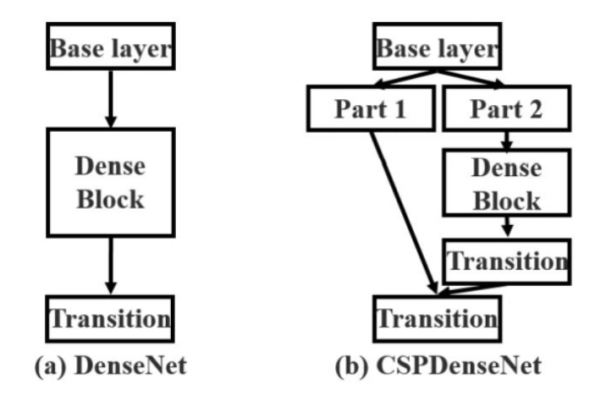 Base layer
Dense
Block
Transition
(a) DenseNet
Base layer
Part 1
Part 2
Dense
Block
Transition
Transition
(b) CSPDenseNet